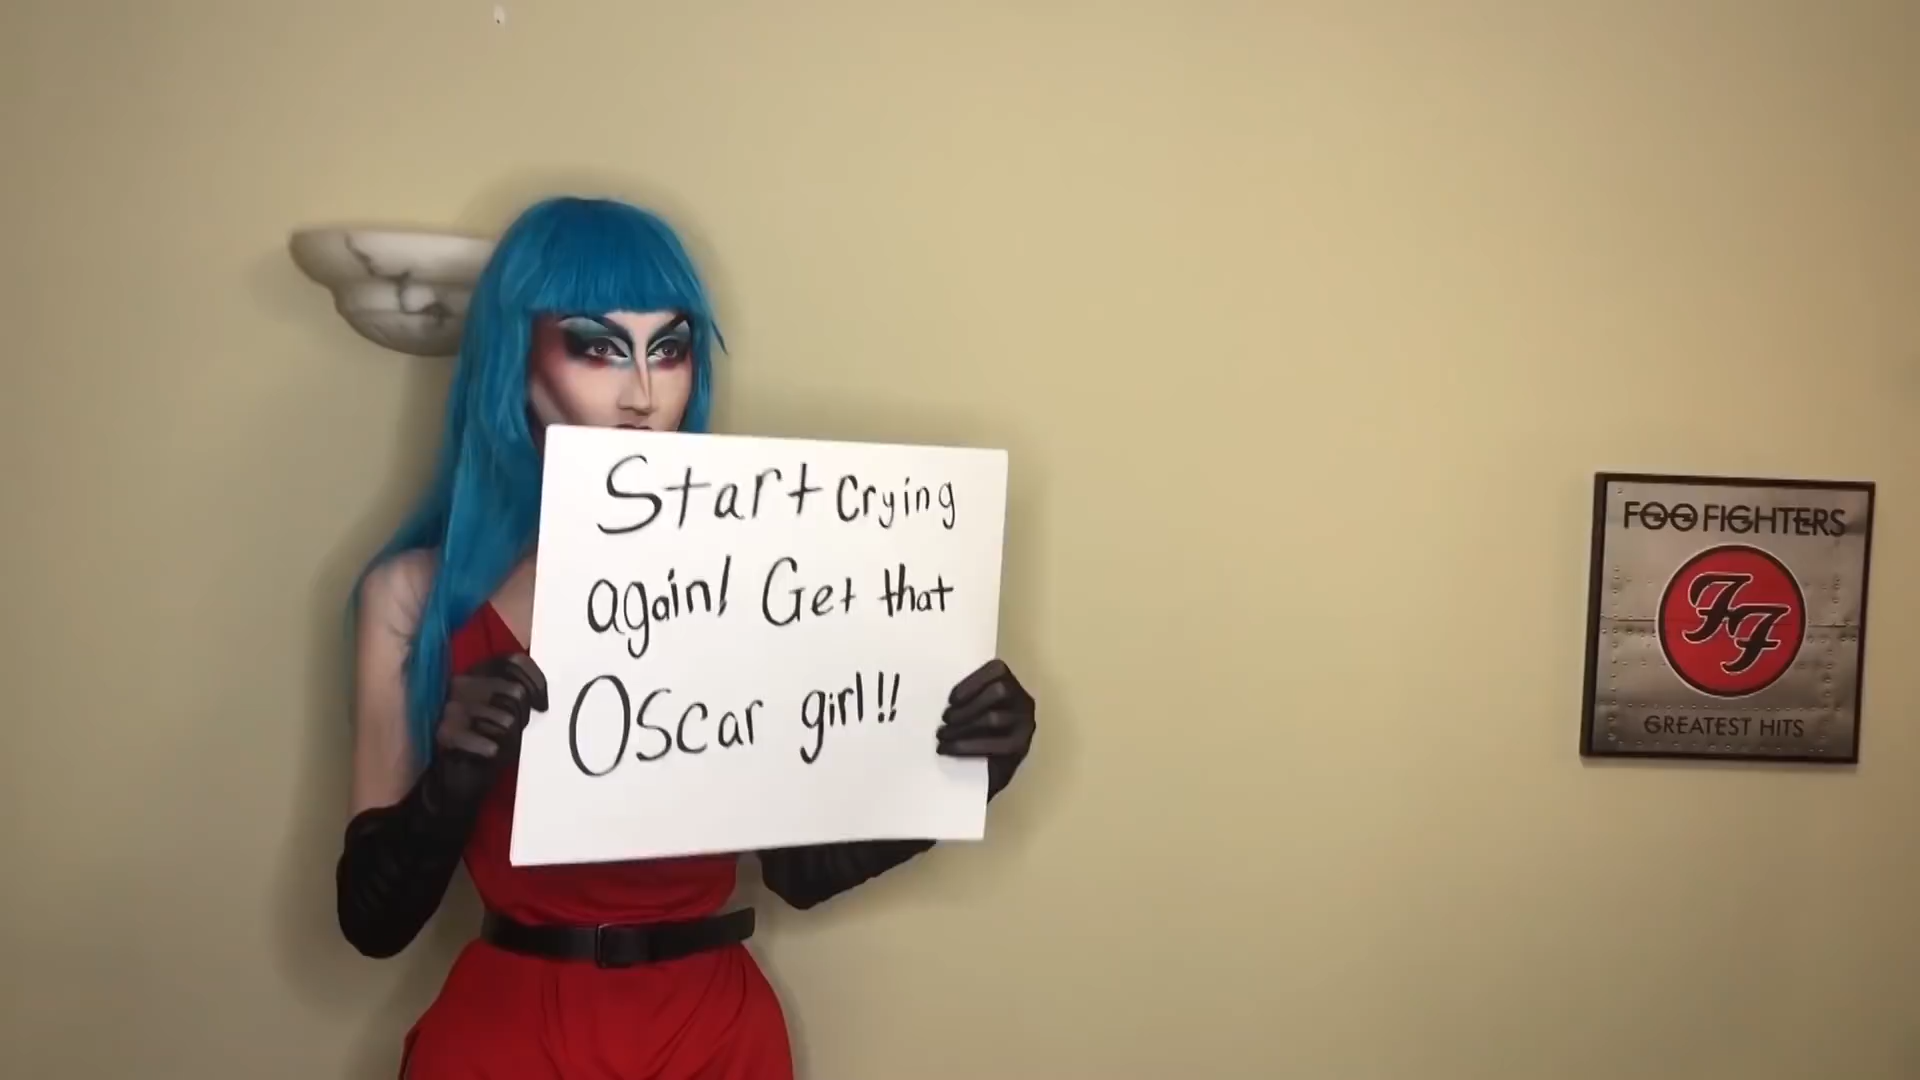 Start crying
again! Get that
Oscar girl!!
FOO FIGHTERS
FF
GREATEST HITS